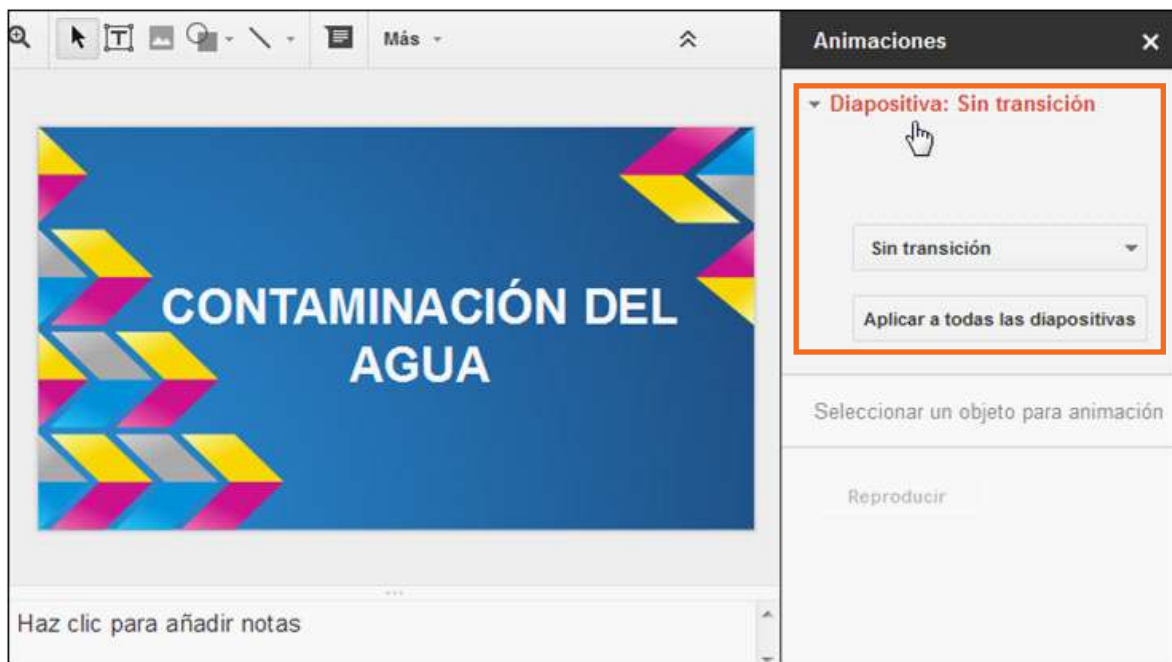 Más
Animaciones
Diapositiva: Sin transición
Sin transición
Aplicar a todas las diapositivas
Seleccionar un objeto para animación
Reproducir
CONTAMINACIÓN DEL
AGUA
Haz clic para añadir notas